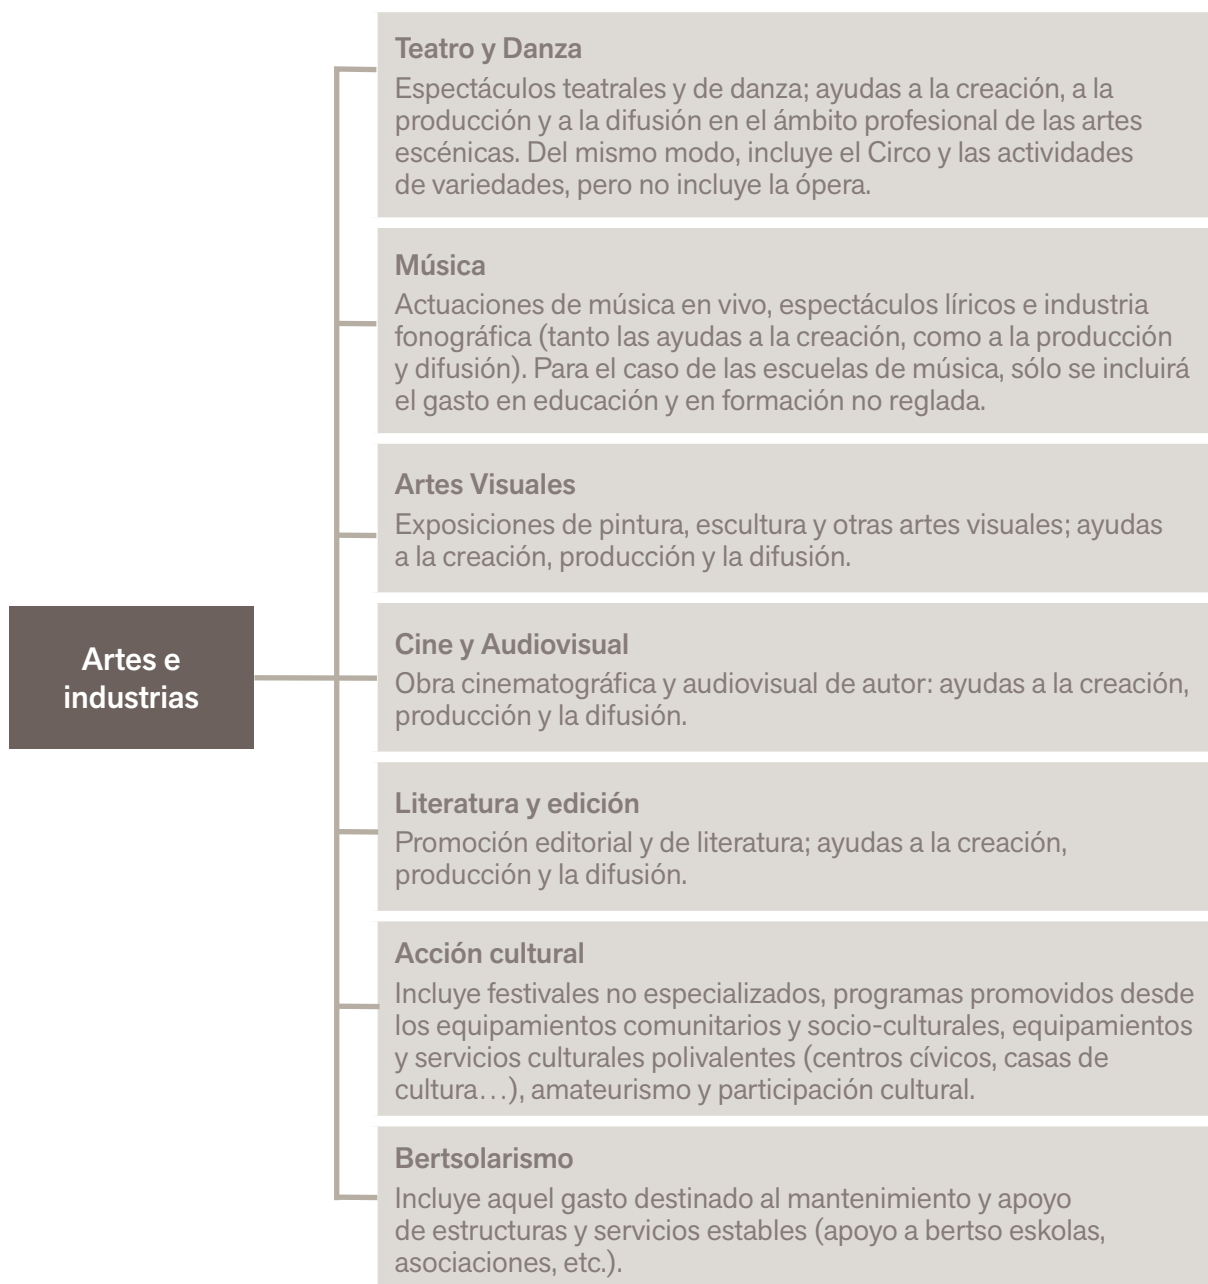 Teatro y Danza
Espectáculos teatrales y de danza; ayudas a la creación, a la
producción y a la difusión en el ámbito profesional de las artes
escénicas. Del mismo modo, incluye el Circo y las actividades
de variedades, pero no incluye la ópera.
Música
Actuaciones de música en vivo, espectáculos líricos e industria
fonográfica (tanto las ayudas a la creación, como a la producción
y difusión). Para el caso de las escuelas de música, sólo se incluirá
el gasto en educación y en formación no reglada.
Artes Visuales
Exposiciones de pintura, escultura y otras artes visuales; ayudas
a la creación, producción y la difusión.
Artes e
industrias
Cine y Audiovisual
Obra cinematográfica y audiovisual de autor: ayudas a la creación,
producción y la difusión.
Literatura y edición
Promoción editorial y de literatura; ayudas a la creación,
producción y la difusión.
Acción cultural
Incluye festivales no especializados, programas promovidos desde
los equipamientos comunitarios y socio-culturales, equipamientos
y servicios culturales polivalentes (centros cívicos, casas de
cultura…), amateurismo y participación cultural.
Bertsolarismo
Incluye aquel gasto destinado al mantenimiento y apoyo
de estructuras y servicios estables (apoyo a bertso eskolas,
asociaciones, etc.).